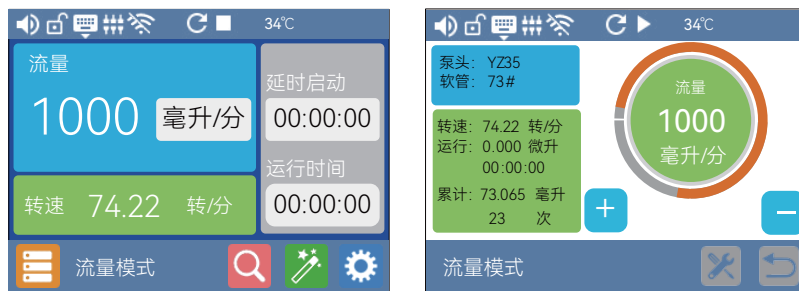 34℃
流量
1000 毫升/分
延时启动
00:00:00
运行时间
00:00:00
转速 74.22 转/分
流量模式
34℃
泵头: YZ35
软管: 73#
转速: 74.22 转/分
运行: 0.000 微升
00:00:00
累计: 73.065 毫升
23 次
流量
1000
毫升/分
+
−
流量模式